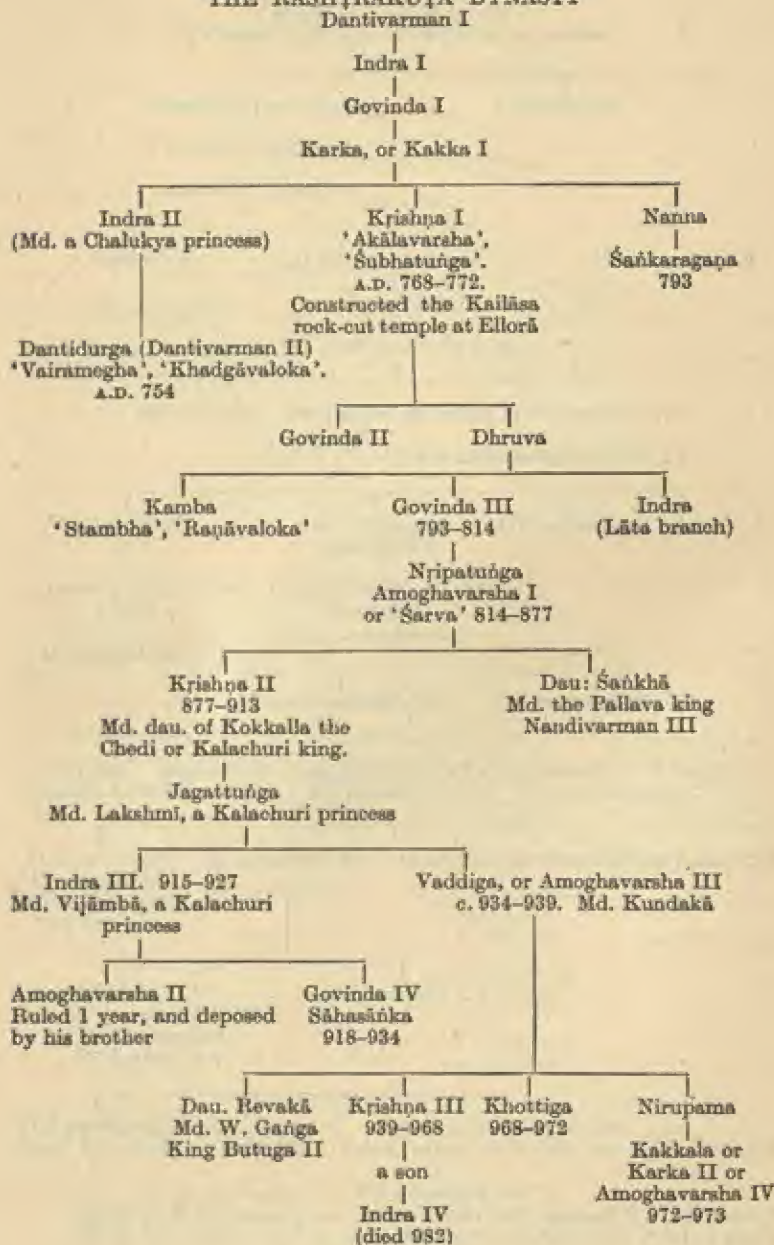 THE RĀSHṬRAKŪṬA DYNASTY
Dantivarman I
Indra I
Govinda I
Karka, or Kakka I
Indra II
(Md. a Chalukya princess)
Krishṇa I
'Akālavarsha',
'Śubhatuṅga'.
A.D. 768–772.
Constructed the Kailāsa
rock-cut temple at Ellorā
Nanna
Śaṅkaragaṇa
793
Dantidurga (Dantivarman II)
'Vairamegha', 'Khadgāvaloka'.
A.D. 754
Govinda II
Dhruva
Kamba
'Stambha', 'Raṇāvaloka'
Govinda III
793–814
Indra
(Lāta branch)
Nṛipatuṅga
Amoghavarsha I
or 'Śarva' 814–877
Kṛishṇa II
877–913
Md. dau. of Kokkalla the
Chedi or Kalachuri king.
Dau: Śaṅkhā
Md. the Pallava king
Nandivarman III
Jagattuṅga
Md. Lakshmī, a Kalachuri princess
Indra III. 915–927
Md. Vijāmbā, a Kalachuri
princess
Vaddiga, or Amoghavarsha III
c. 934–939. Md. Kundakā
Amoghavarsha II
Ruled 1 year, and deposed
by his brother
Govinda IV
Sāhasāṅka
918–934
Dau. Revakā
Md. W. Gaṅga
King Butuga II
Kṛishṇa III
939–968
a son
Indra IV
(died 982)
Khottiga
968–972
Nirupama
Kakkala or
Karka II or
Amoghavarsha IV
972–973